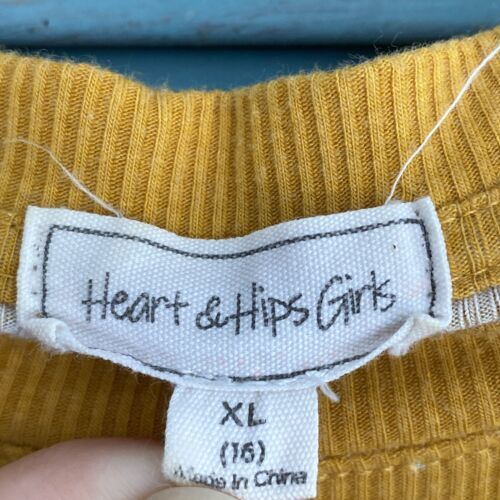 Heart & Hips Girls
XL
(16)
Made In China